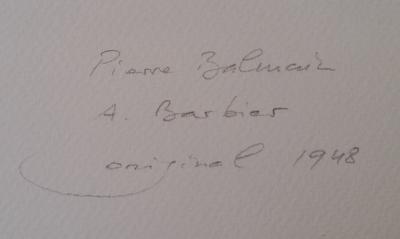 Pierre Balmain
A. Barbier
original 1948